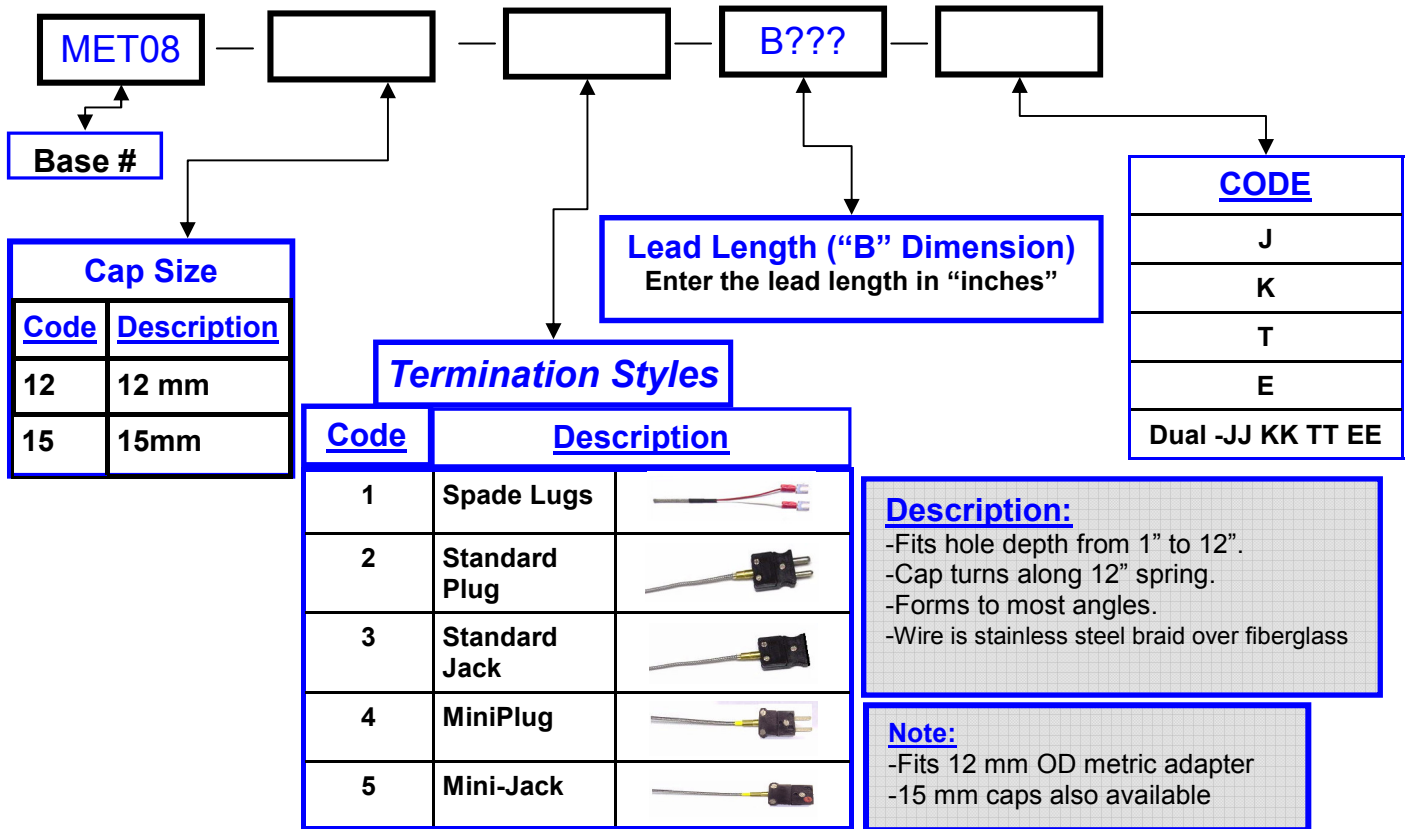 MET08 — — — B??? —
Base #
Cap Size
Code Description
12 12 mm
15 15mm
Termination Styles
Code Description
1 Spade Lugs
2 Standard
Plug
3 Standard
Jack
4 MiniPlug
5 Mini-Jack
Lead Length (“B” Dimension)
Enter the lead length in “inches”
CODE
J
K
T
E
Dual -JJ KK TT EE
Description:
-Fits hole depth from 1” to 12”.
-Cap turns along 12” spring.
-Forms to most angles.
-Wire is stainless steel braid over fiberglass
Note:
-Fits 12 mm OD metric adapter
-15 mm caps also available